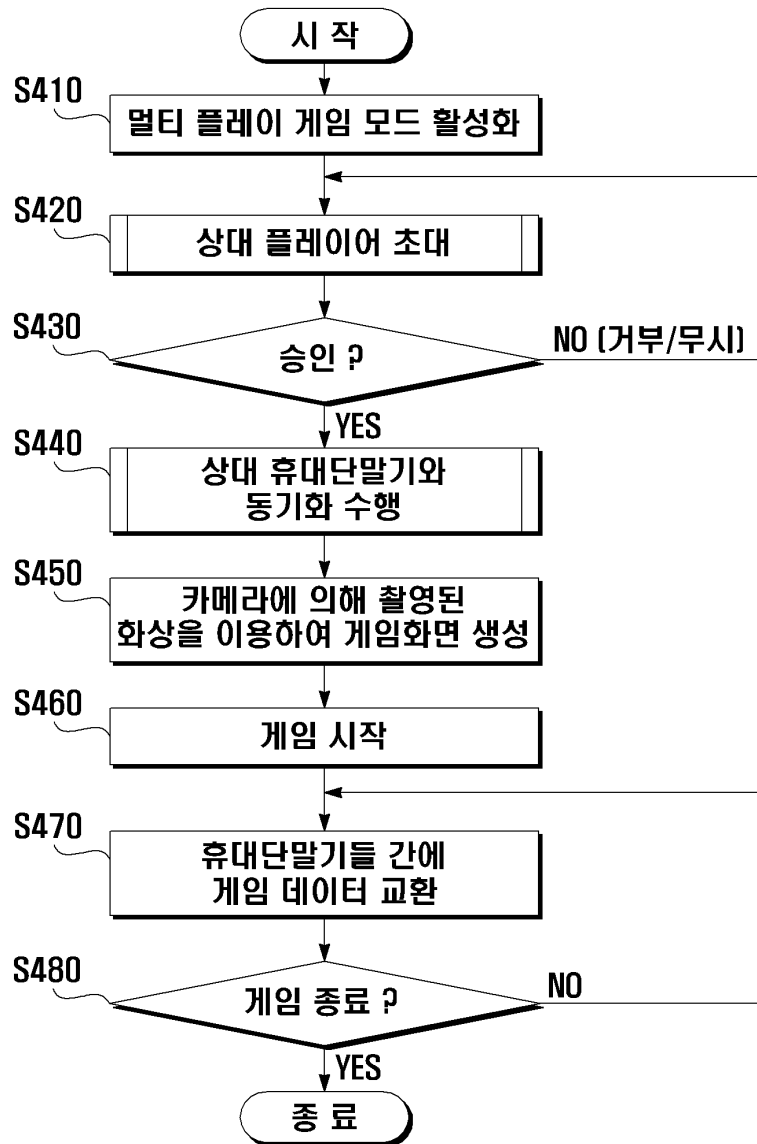 시 작
S410
멀티 플레이 게임 모드 활성화
S420
상대 플레이어 초대
S430
승인 ?
NO (거부/무시)
YES
S440
상대 휴대단말기와
동기화 수행
S450
카메라에 의해 촬영된
화상을 이용하여 게임화면 생성
S460
게임 시작
S470
휴대단말기들 간에
게임 데이터 교환
S480
게임 종료 ?
NO
YES
종 료